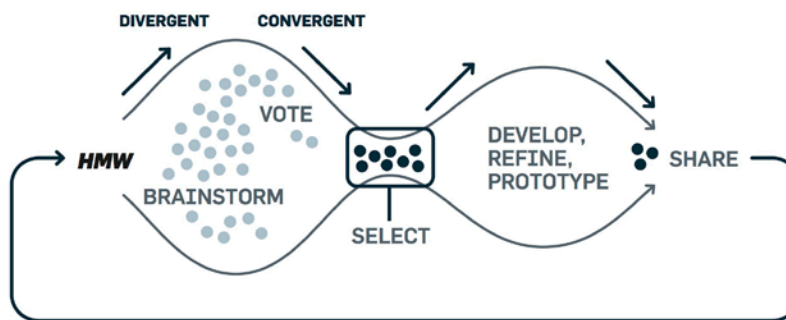 DIVERGENT
CONVERGENT
VOTE
HMW
BRAINSTORM
SELECT
DEVELOP,
REFINE,
PROTOTYPE
SHARE